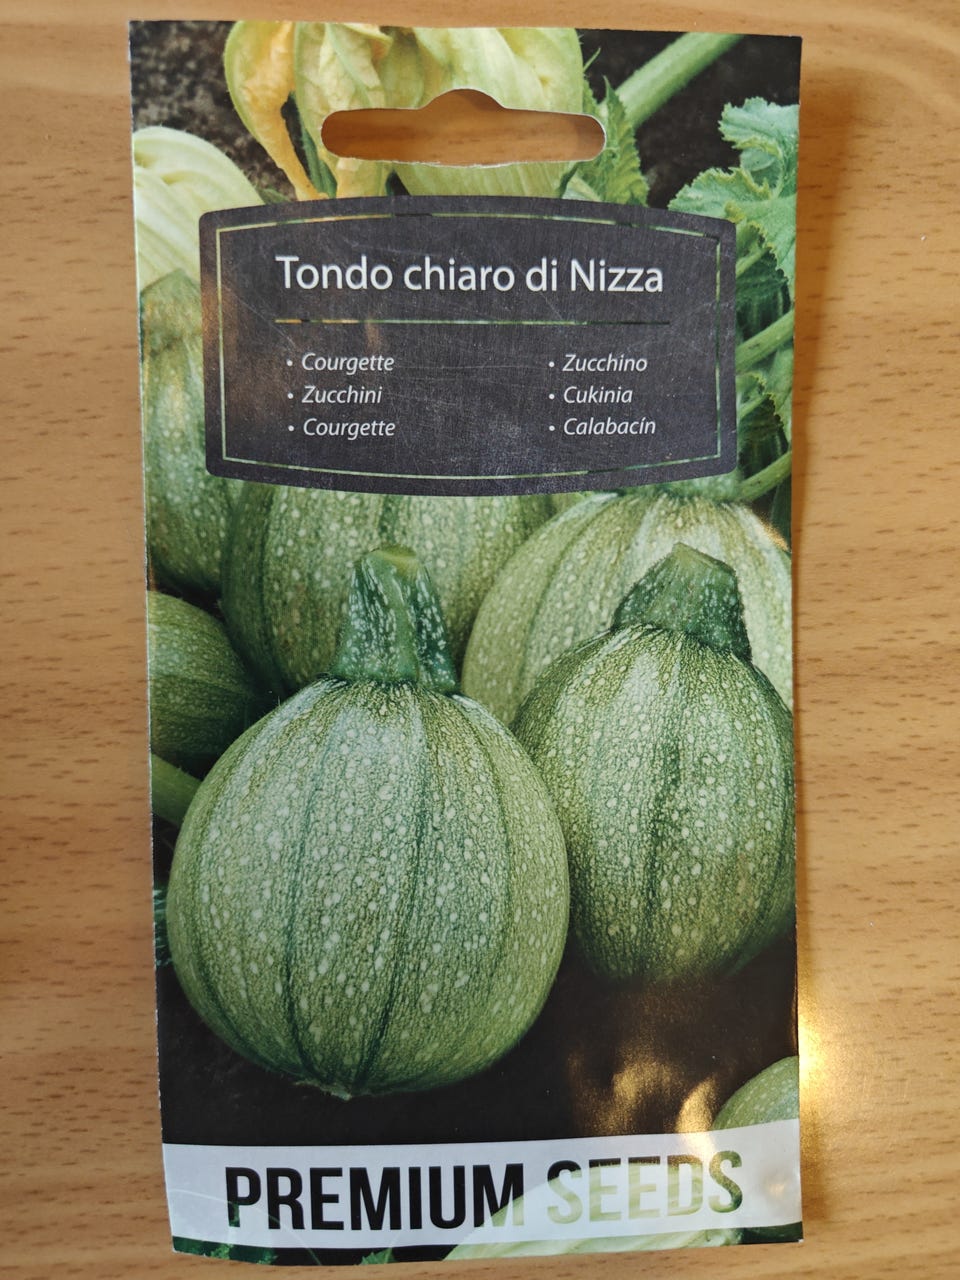 Tondo chiaro di Nizza
• Courgette
• Zucchini
• Courgette
• Zucchino
• Cukinia
• Calabacín
PREMIUM SEEDS